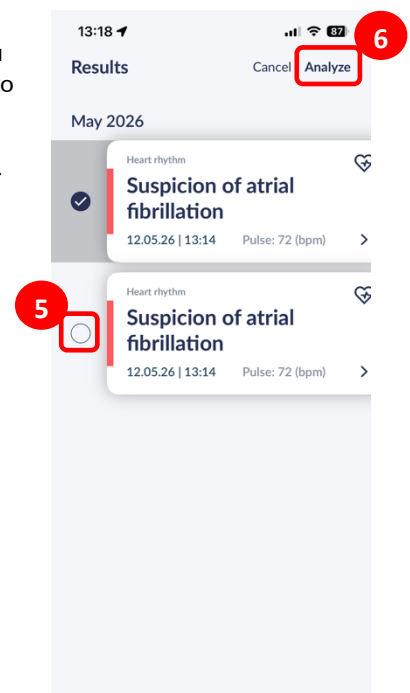 13:18
87
6
Results
Cancel
Analyze
May 2026
Heart rhythm
Suspicion of atrial
fibrillation
12.05.26 | 13:14
Pulse: 72 (bpm)
5
Heart rhythm
Suspicion of atrial
fibrillation
12.05.26 | 13:14
Pulse: 72 (bpm)